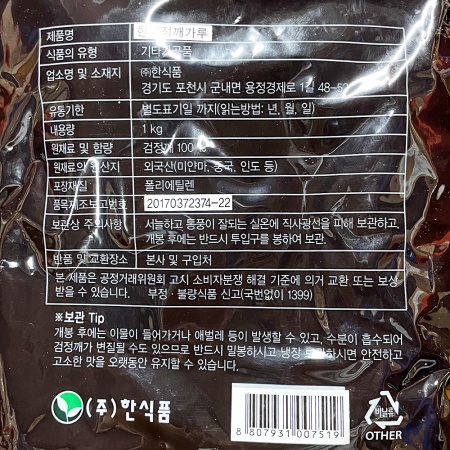 제품명 검정깨가루
식품의 유형 기타가공품
업소명 및 소재지 ㈜한식품
경기도 포천시 군내면 용정경제로 1길 48-5
유통기한 별도표기일 까지(읽는방법: 년, 월, 일)
내용량 1 kg
원재료 및 함량 검정깨 100 %
원재료의 원산지 외국산(미얀마, 중국, 인도 등)
포장재질 폴리에틸렌
품목제조보고번호 20170372374-22
보관상 주의사항 서늘하고 통풍이 잘되는 실온에 직사광선을 피해 보관하고,
개봉 후에는 반드시 투입구를 봉하여 보관.
반품 및 교환장소 본사 및 구입처
본 제품은 공정거래위원회 고시 소비자분쟁 해결 기준에 의거 교환 또는 보상
받을 수 있습니다. 부정 · 불량식품 신고(국번없이 1399)
※보관 Tip
개봉 후에는 이물이 들어가거나 애벌레 등이 발생할 수 있고, 수분이 흡수되어
검정깨가 변질될 수도 있으므로 반드시 밀봉하시고 냉장 보관하시면 안전하고
고소한 맛을 오랫동안 유지할 수 있습니다.
(주)한식품
8 807931 007519
비닐류
OTHER